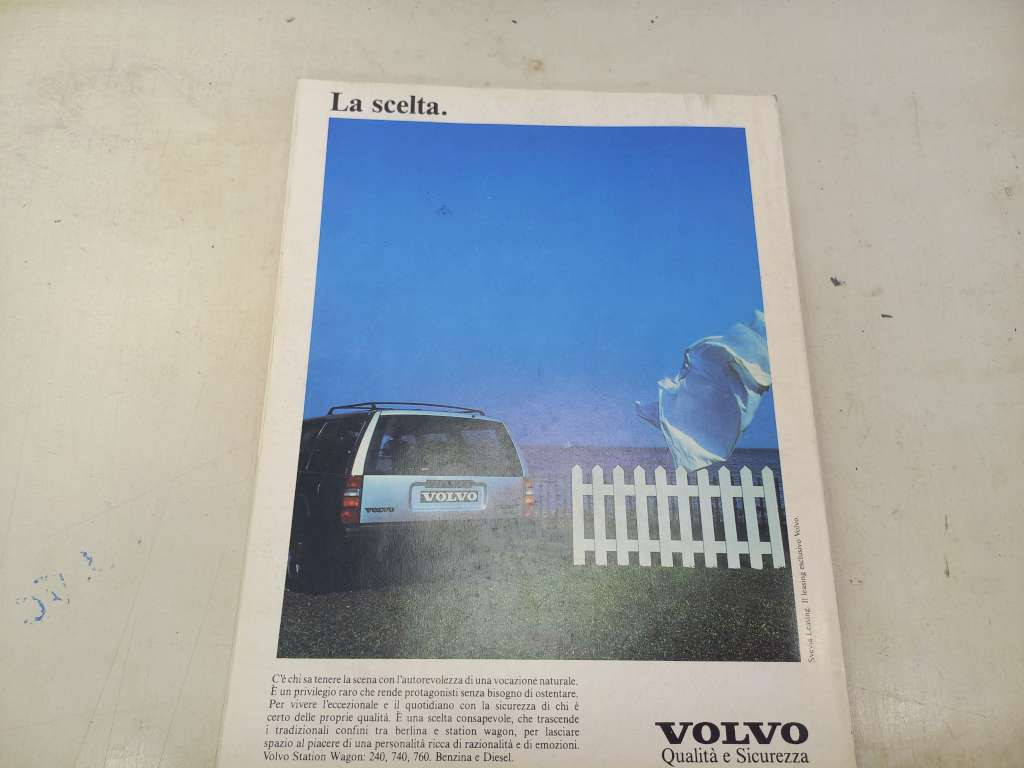 La scelta.
VOLVO
VOLVO
Svevia Leasing. Il leasing esclusivo Volvo.
C'è chi sa tenere la scena con l'autorevolezza di una vocazione naturale.
È un privilegio raro che rende protagonisti senza bisogno di ostentare.
Per vivere l'eccezionale e il quotidiano con la sicurezza di chi è
certo delle proprie qualità. È una scelta consapevole, che trascende
i tradizionali confini tra berlina e station wagon, per lasciare
spazio al piacere di una personalità ricca di razionalità e di emozioni.
Volvo Station Wagon: 240, 740, 760. Benzina e Diesel.
VOLVO
Qualità e Sicurezza